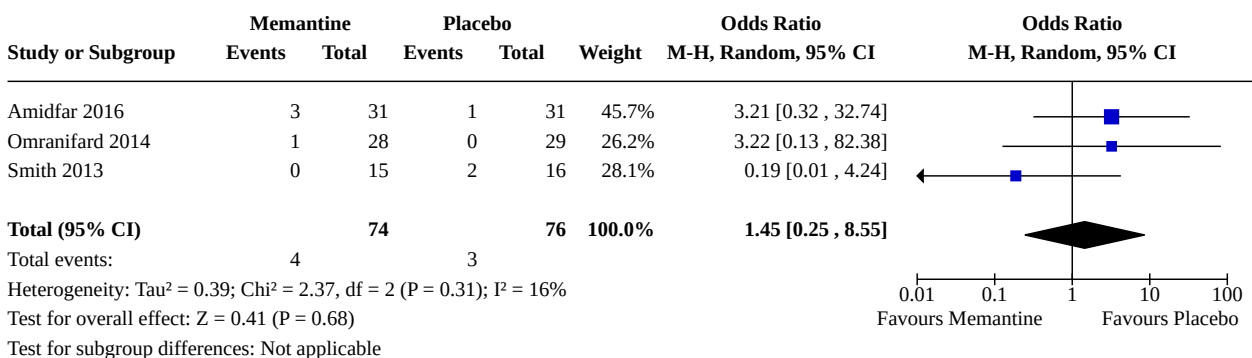 Memantine Placebo Odds Ratio Odds Ratio
Study or Subgroup Events Total Events Total Weight M-H, Random, 95% CI M-H, Random, 95% CI
Amidfar 2016 3 31 1 31 45.7% 3.21 [0.32 , 32.74]
Omranifard 2014 1 28 0 29 26.2% 3.22 [0.13 , 82.38]
Smith 2013 0 15 2 16 28.1% 0.19 [0.01 , 4.24]
Total (95% CI) 74 76 100.0% 1.45 [0.25 , 8.55]
Total events: 4 3
Heterogeneity: Tau² = 0.39; Chi² = 2.37, df = 2 (P = 0.31); I² = 16%
0.01 0.1 1 10 100
Test for overall effect: Z = 0.41 (P = 0.68) Favours Memantine Favours Placebo
Test for subgroup differences: Not applicable